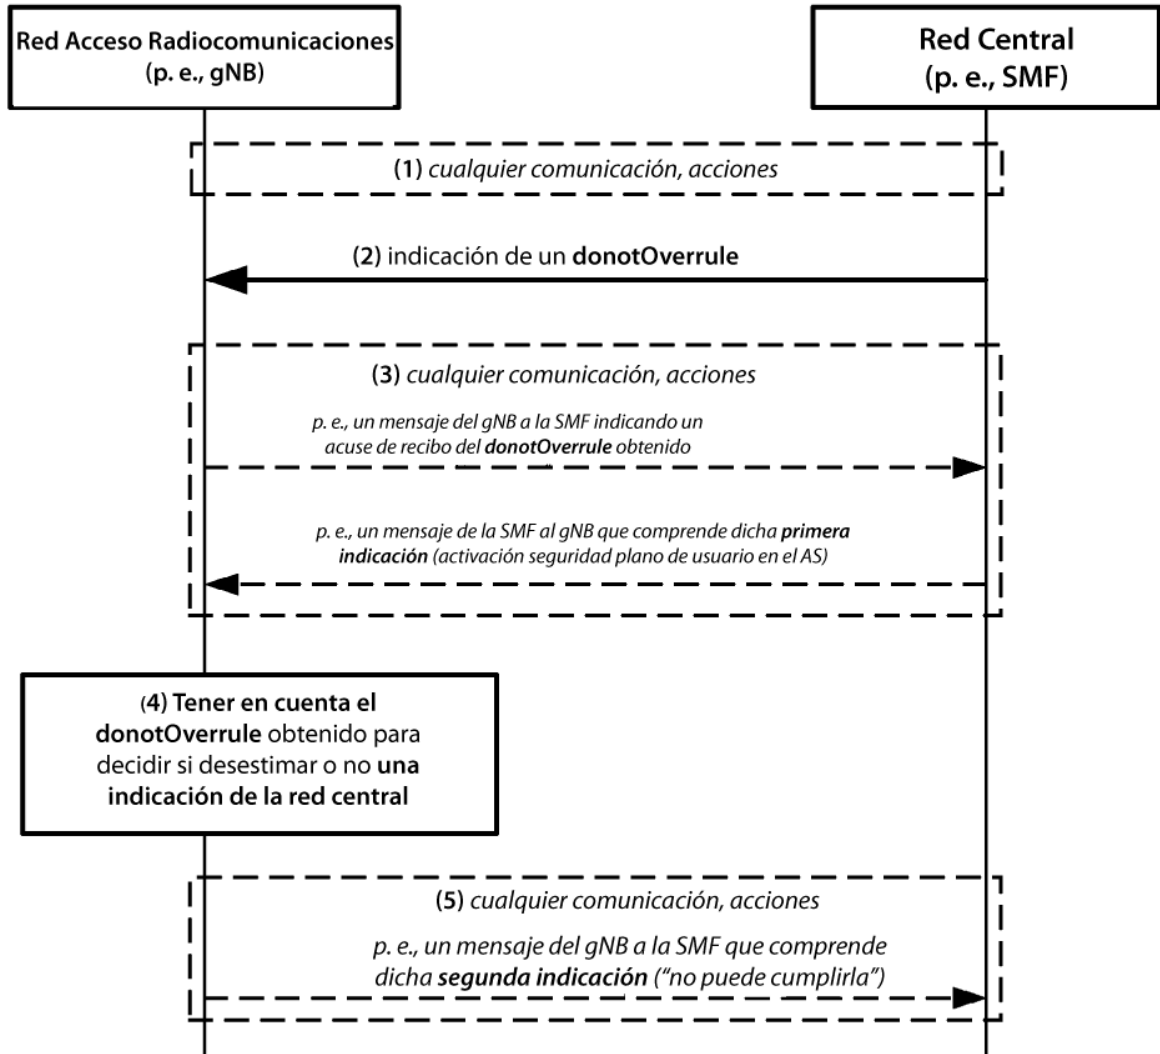 Red Acceso Radiocomunicaciones
(p. e., gNB)
Red Central
(p. e., SMF)
(1) cualquier comunicación, acciones
(2) indicación de un donotOverrule
(3) cualquier comunicación, acciones
p. e., un mensaje del gNB a la SMF indicando un
acuse de recibo del donotOverrule obtenido
p. e., un mensaje de la SMF al gNB que comprende dicha primera
indicación (activación seguridad plano de usuario en el AS)
(4) Tener en cuenta el
donotOverrule obtenido para
decidir si desestimar o no una
indicación de la red central
(5) cualquier comunicación, acciones
p. e., un mensaje del gNB a la SMF que comprende
dicha segunda indicación (“no puede cumplirla”)